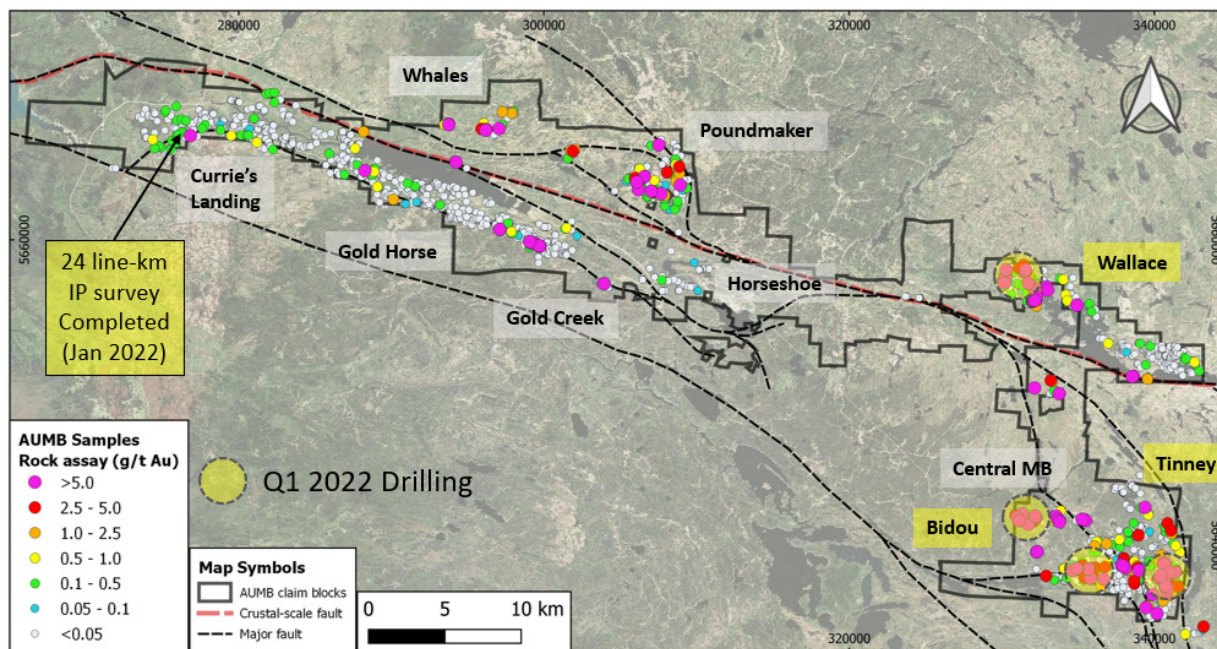 280000
300000
320000
340000
Whales
Poundmaker
Currie's
Landing
5660000
5660000
24 line-km
IP survey
Completed
(Jan 2022)
Gold Horse
Horseshoe
Wallace
Gold Creek
AUMB Samples
Rock assay (g/t Au)
>5.0
2.5 - 5.0
1.0 - 2.5
0.5 - 1.0
0.1 - 0.5
0.05 - 0.1
<0.05
Q1 2022 Drilling
Central MB
Tinney
Bidou
Map Symbols
AUMB claim blocks
Crustal-scale fault
Major fault
0
5
10 km
320000
340000